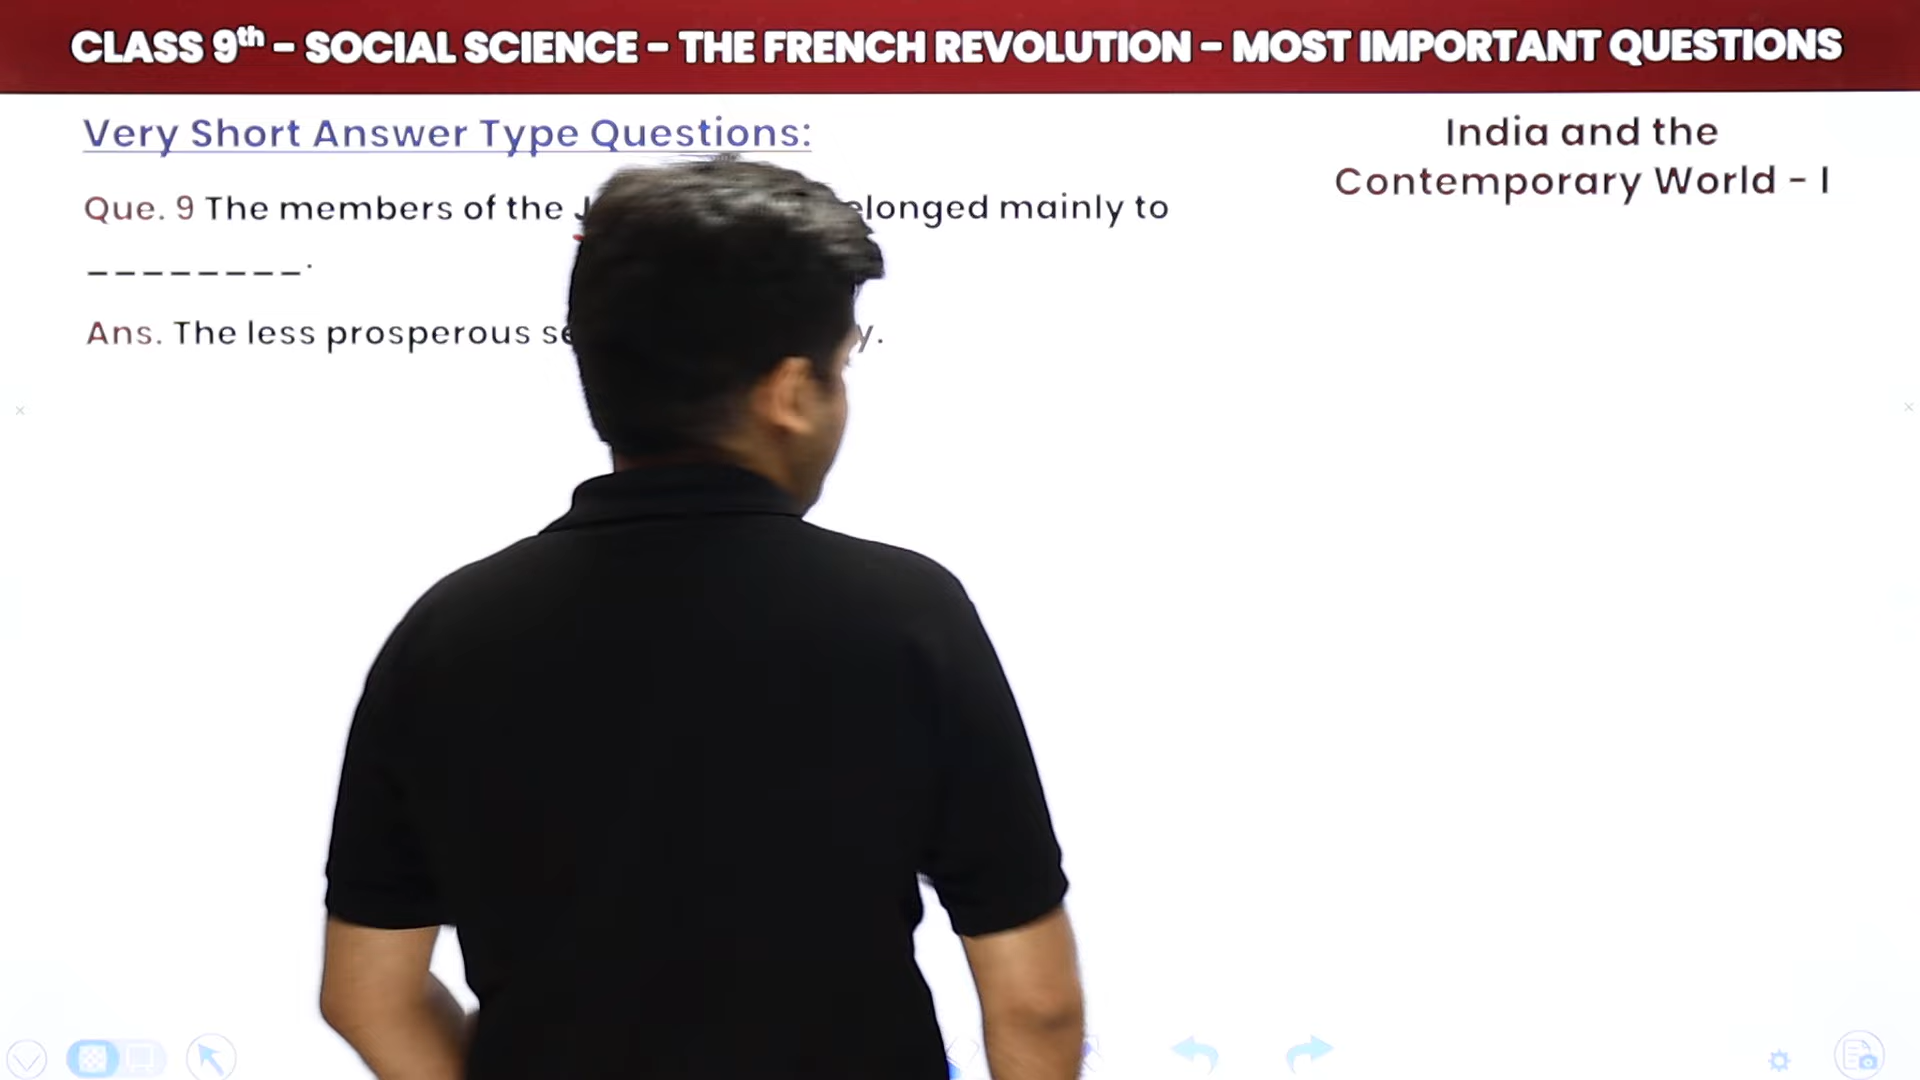 CLASS 9th – SOCIAL SCIENCE – THE FRENCH REVOLUTION – MOST IMPORTANT QUESTIONS
Very Short Answer Type Questions:
India and the
Contemporary World - I
Que. 9 The members of the mainly to
________.
Ans. The less prosperous